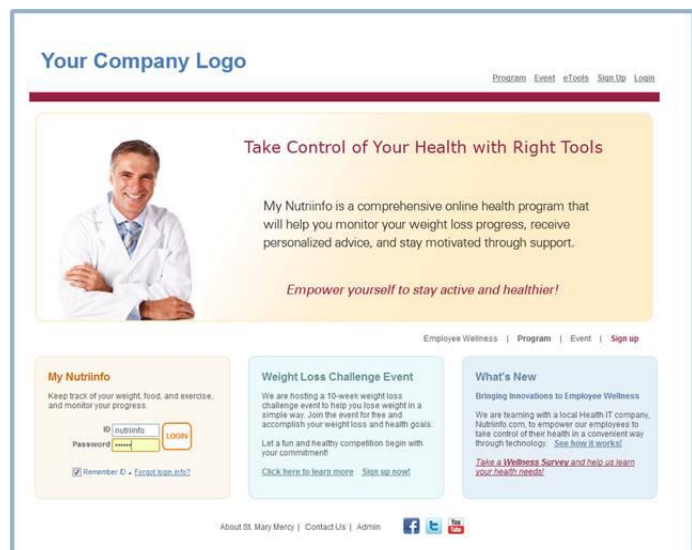 Your Company Logo
Program Event eTools Sign Up Login
Take Control of Your Health with Right Tools
My Nutriinfo is a comprehensive online health program that
will help you monitor your weight loss progress, receive
personalized advice, and stay motivated through support.
Empower yourself to stay active and healthier!
Employee Wellness | Program | Event | Sign up
My Nutriinfo
Keep track of your weight, food, and exercise,
and monitor your progress.
ID nutriinfo
Password ••••••
LOGIN
Remember ID • Forgot login info?
Weight Loss Challenge Event
We are hosting a 10-week weight loss
challenge event to help you lose weight in a
simple way. Join the event for free and
accomplish your weight loss and health goals.
Let a fun and healthy competition begin with
your commitment!
Click here to learn more Sign up now!
What's New
Bringing Innovations to Employee Wellness
We are teaming with a local Health IT company,
Nutriinfo.com, to empower our employees to
take control of their health in a convenient way
through technology. See how it works!
Take a Wellness Survey and help us learn
your health needs!
About St. Mary Mercy | Contact Us | Admin
You
Tube